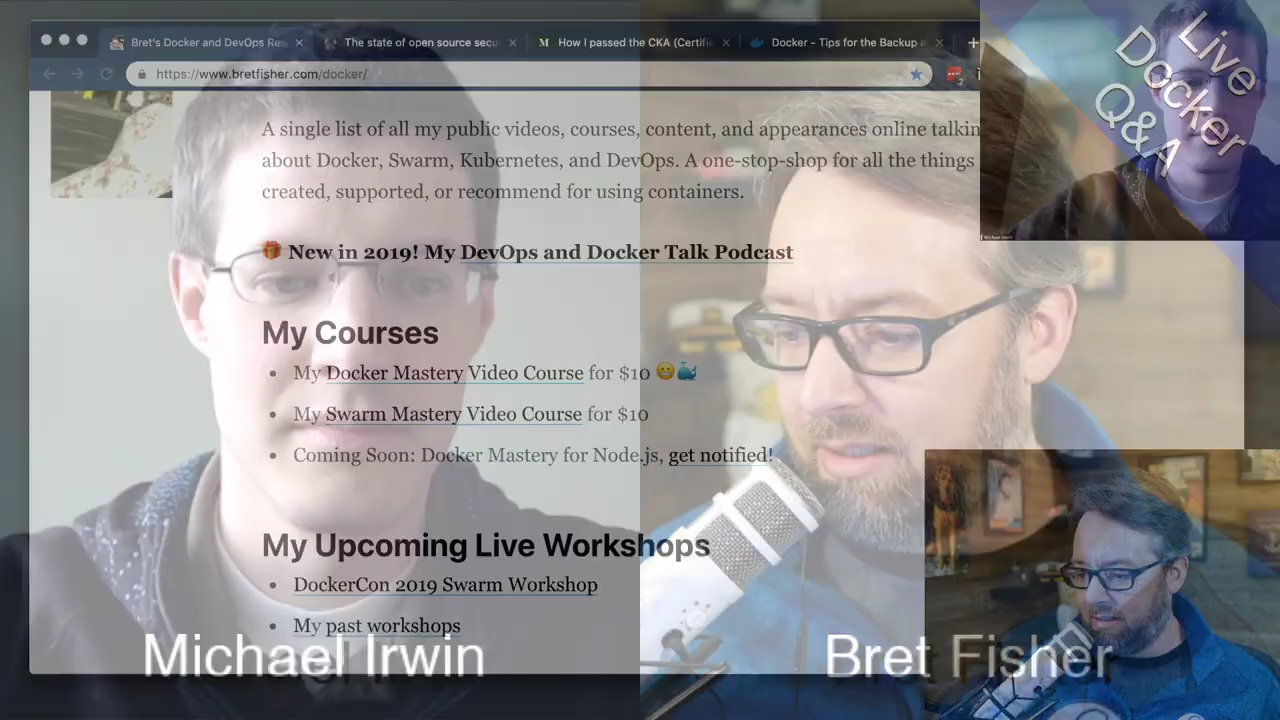 Bret's Docker and DevOps Res
The state of open source secu
How I passed the CKA (Certifi
Docker - Tips for the Backup a
https://www.bretfisher.com/docker/
Live
Docker
Q&A
A single list of all my public videos, courses, content, and appearances online talkin
about Docker, Swarm, Kubernetes, and DevOps. A one-stop-shop for all the things
created, supported, or recommend for using containers.
New in 2019! My DevOps and Docker Talk Podcast
Michael Irwin
My Courses
My Docker Mastery Video Course for $10
My Swarm Mastery Video Course for $10
Coming Soon: Docker Mastery for Node.js, get notified!
My Upcoming Live Workshops
DockerCon 2019 Swarm Workshop
My past workshops
Michael Irwin
Bret Fisher